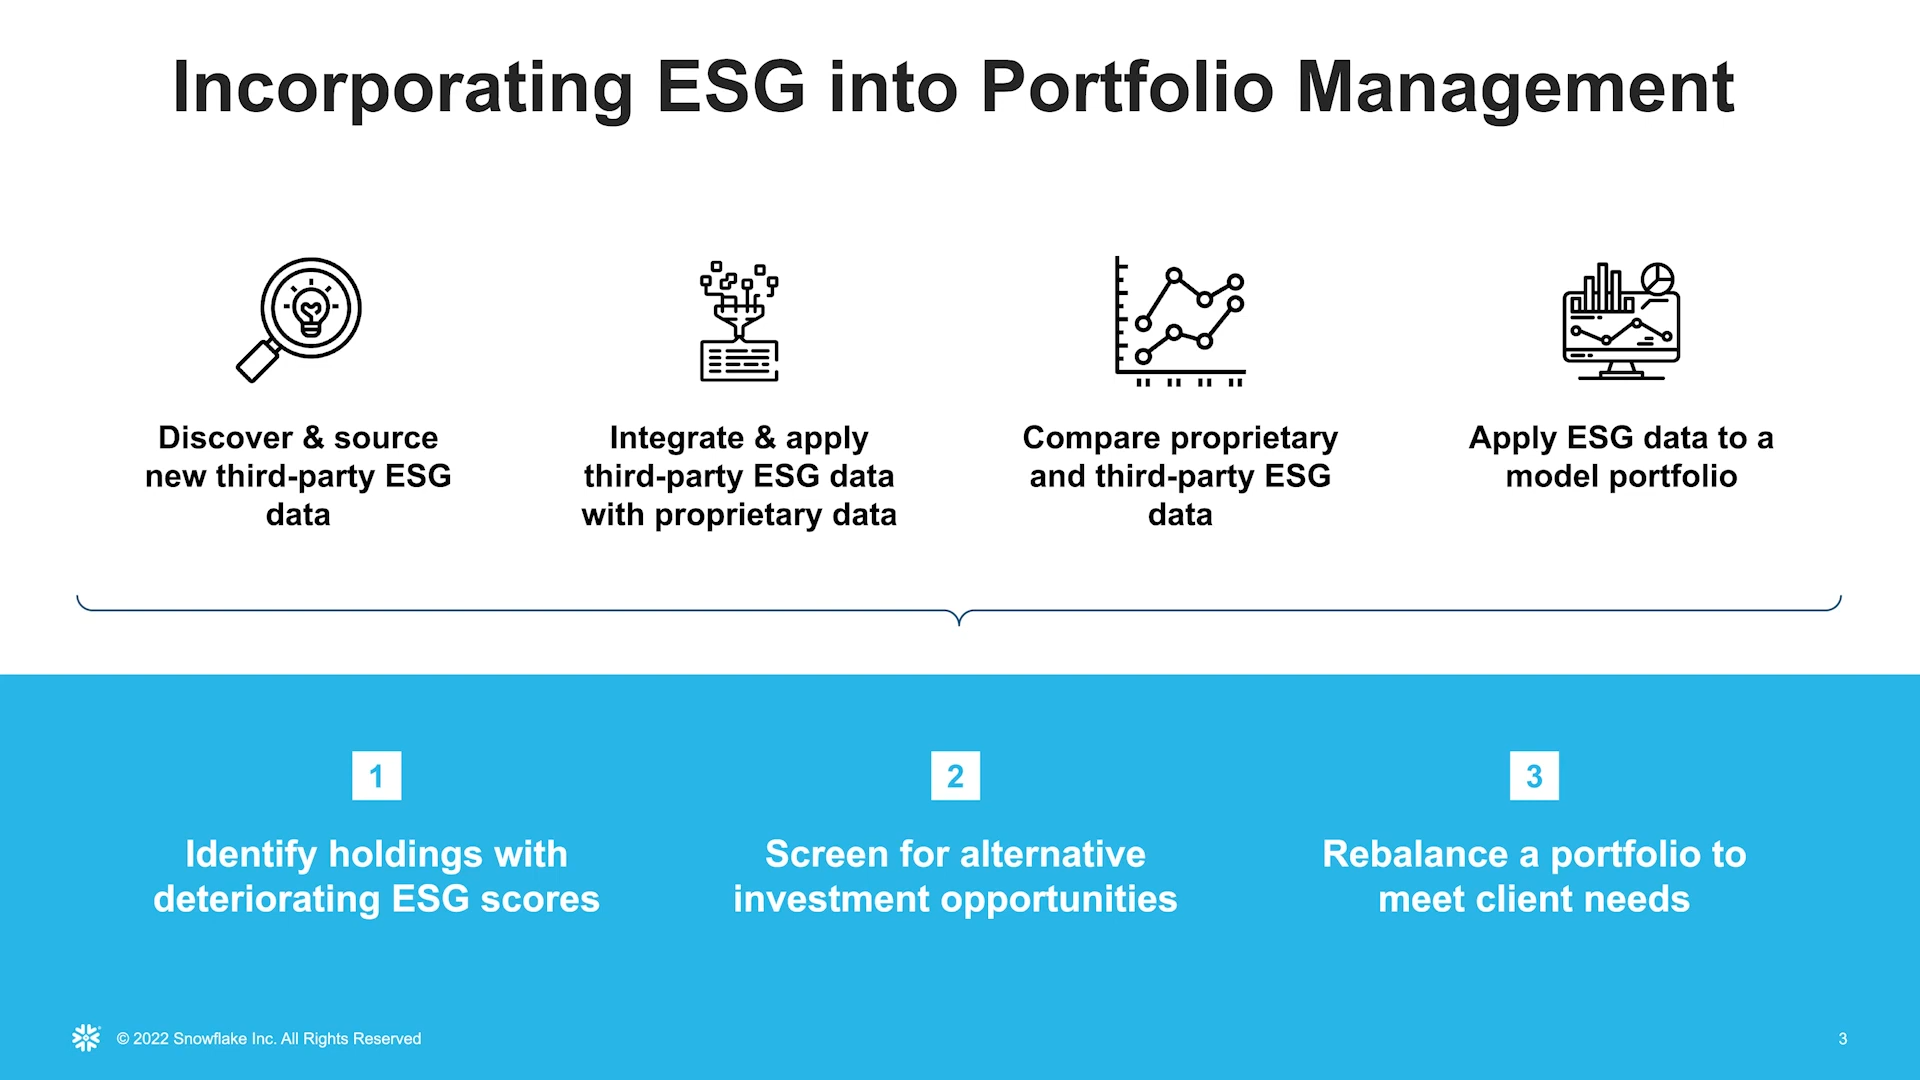 Incorporating ESG into Portfolio Management
Discover & source
new third-party ESG
data
Integrate & apply
third-party ESG data
with proprietary data
Compare proprietary
and third-party ESG
data
Apply ESG data to a
model portfolio
1
Identify holdings with
deteriorating ESG scores
2
Screen for alternative
investment opportunities
3
Rebalance a portfolio to
meet client needs
© 2022 Snowflake Inc. All Rights Reserved
3